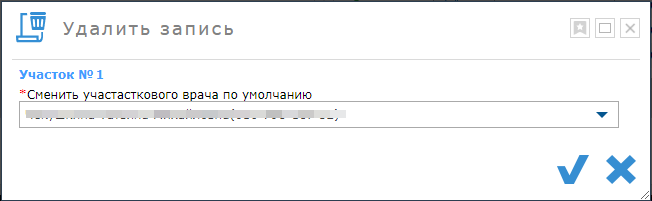 Удалить запись
Участок № 1
*Сменить участасткового врача по умолчанию